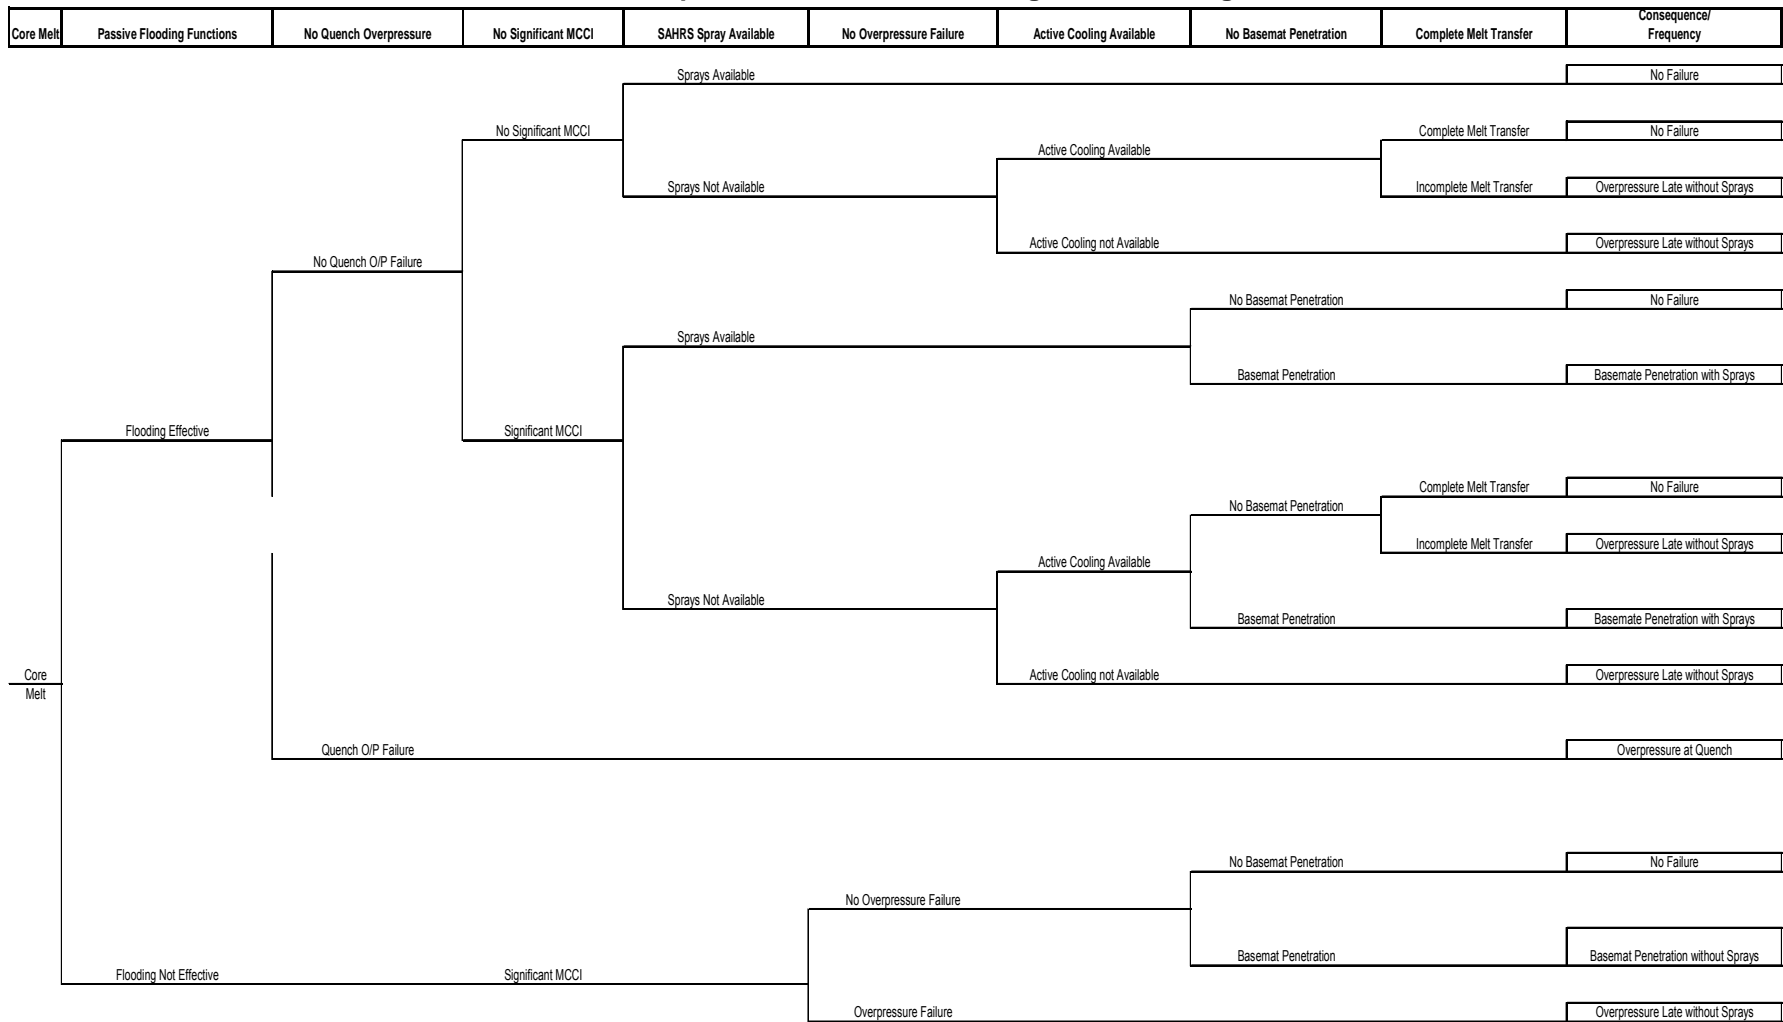 Core Melt
Passive Flooding Functions
No Quench Overpressure
No Significant MCCI
SAHRS Spray Available
No Overpressure Failure
Active Cooling Available
No Basemat Penetration
Complete Melt Transfer
Consequence/
Frequency
Sprays Available
No Failure
No Significant MCCI
Complete Melt Transfer
No Failure
Active Cooling Available
Sprays Not Available
Incomplete Melt Transfer
Overpressure Late without Sprays
Active Cooling not Available
Overpressure Late without Sprays
No Quench O/P Failure
No Basemat Penetration
No Failure
Sprays Available
Basemat Penetration
Basemate Penetration with Sprays
Flooding Effective
Significant MCCI
Complete Melt Transfer
No Failure
No Basemat Penetration
Incomplete Melt Transfer
Overpressure Late without Sprays
Active Cooling Available
Sprays Not Available
Basemat Penetration
Basemate Penetration with Sprays
Core
Melt
Active Cooling not Available
Overpressure Late without Sprays
Quench O/P Failure
Overpressure at Quench
No Basemat Penetration
No Failure
No Overpressure Failure
Basemat Penetration
Basemat Penetration without Sprays
Flooding Not Effective
Significant MCCI
Overpressure Failure
Overpressure Late without Sprays